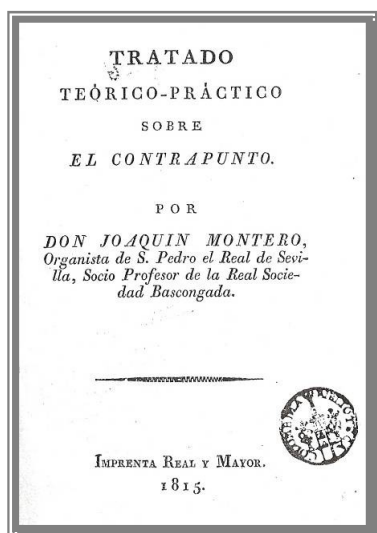 TRATADO
TEÓRICO-PRÁCTICO
SOBRE
EL CONTRAPUNTO.
POR
DON JOAQUIN MONTERO,
Organista de S. Pedro el Real de Sevi-
lla, Socio Profesor de la Real Socie-
dad Bascongada.
IMPRENTA REAL Y MAYOR.
1815.